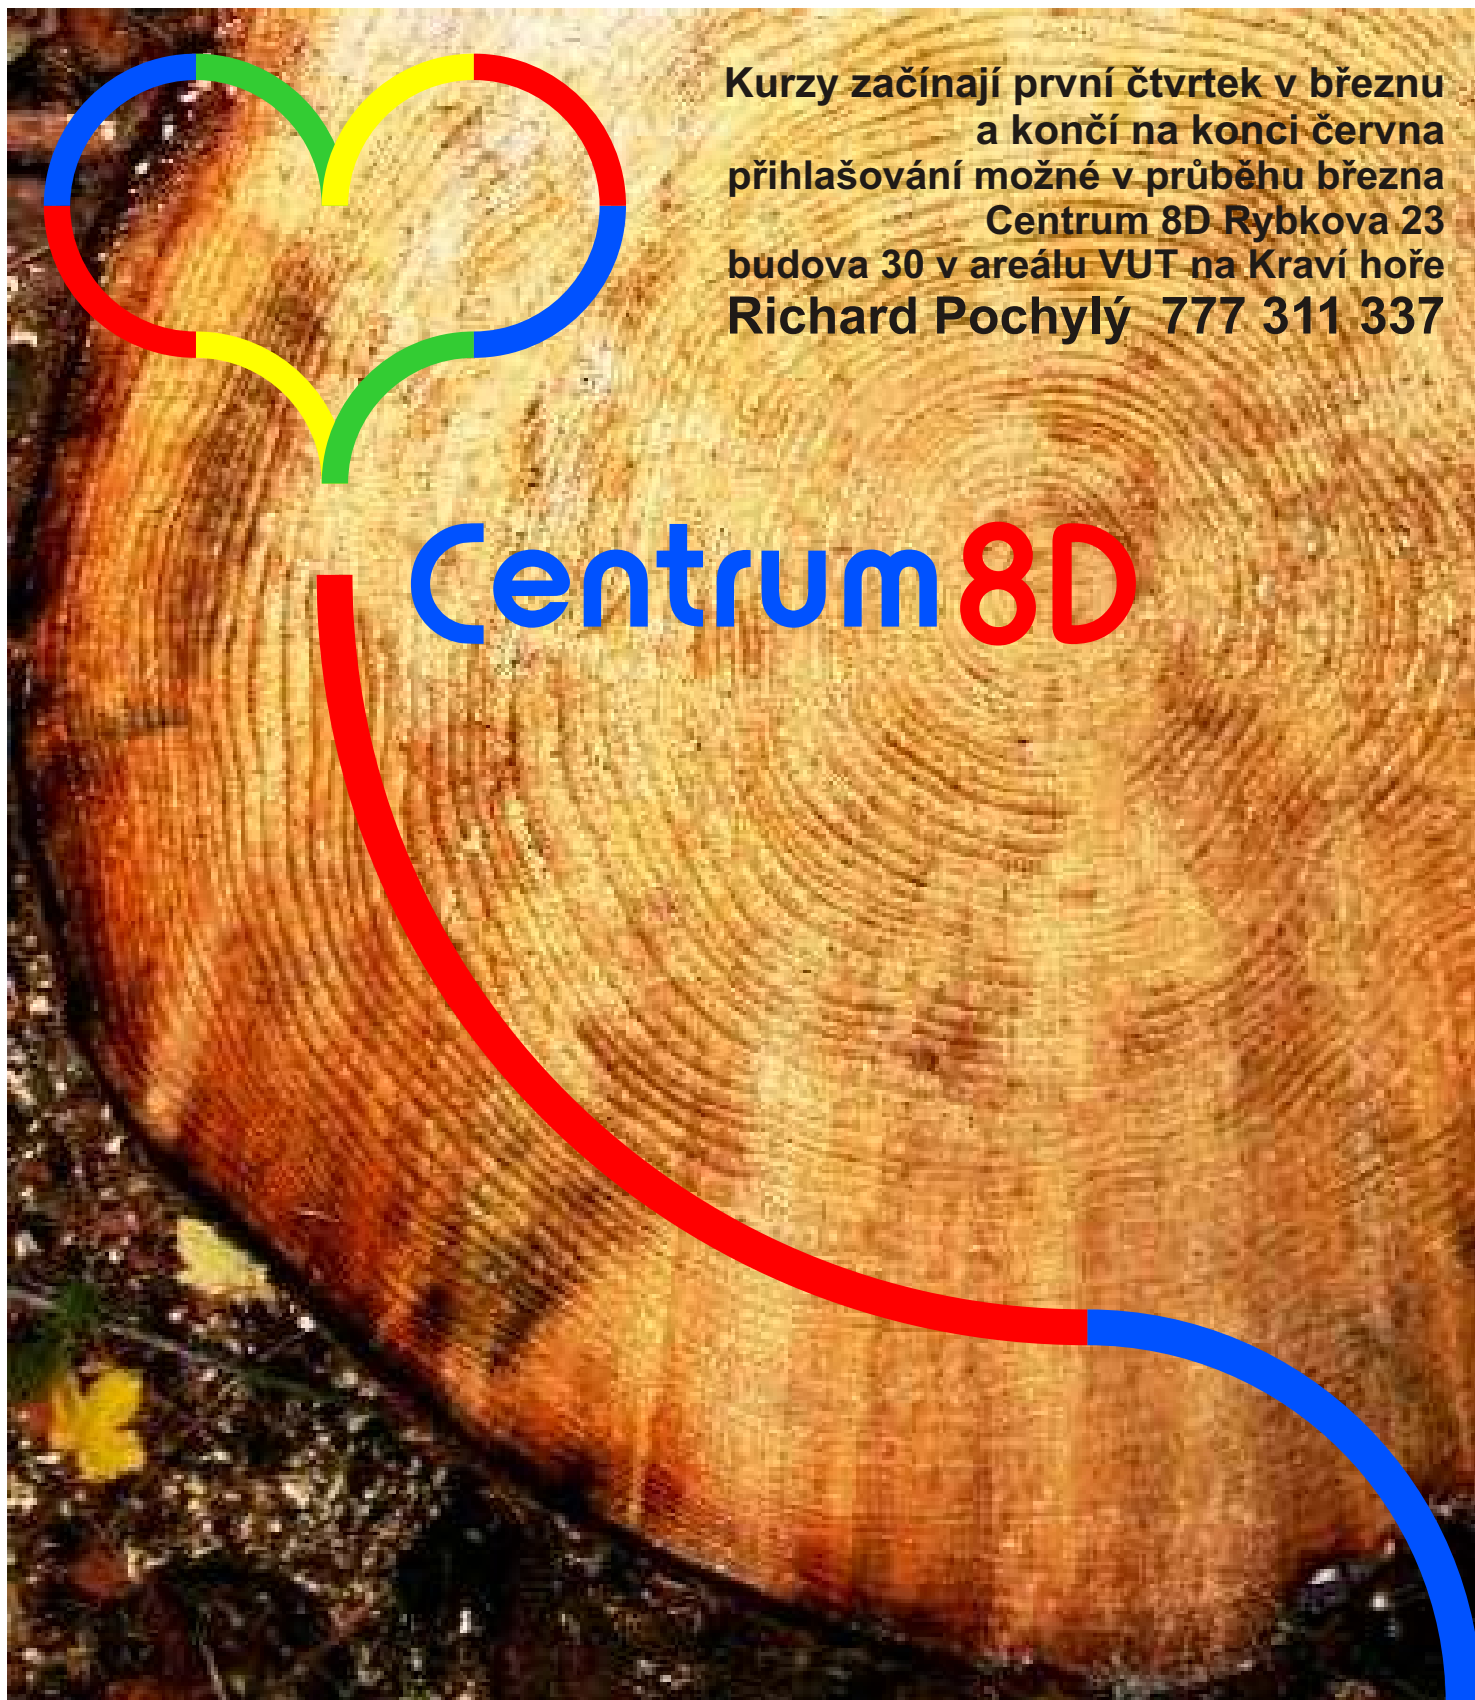 Kurzy začínají první čtvrtek v březnu
a končí na konci června
přihlašování možné v průběhu března
Centrum 8D Rybkova 23
budova 30 v areálu VUT na Kraví hoře
Richard Pochylý 777 311 337
Centrum 8D